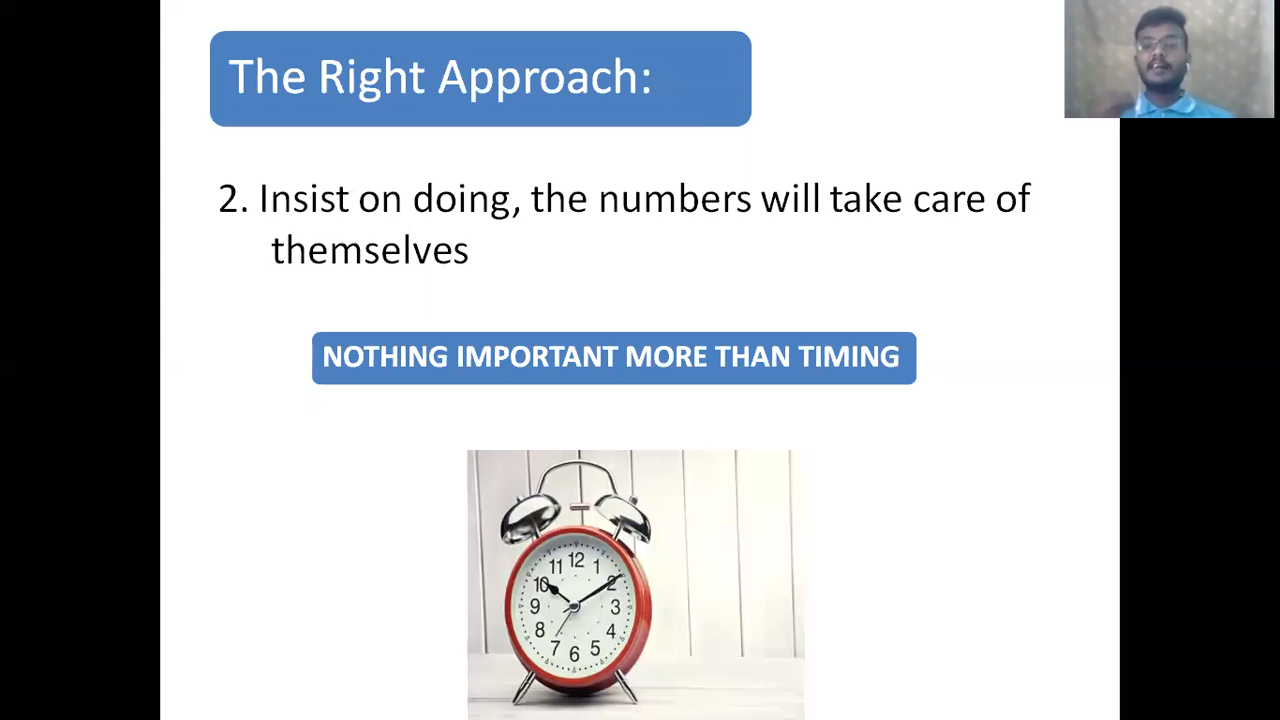 The Right Approach:
2. Insist on doing, the numbers will take care of
themselves
NOTHING IMPORTANT MORE THAN TIMING
12
11 1
10 2
9 3
8 4
7 5
6